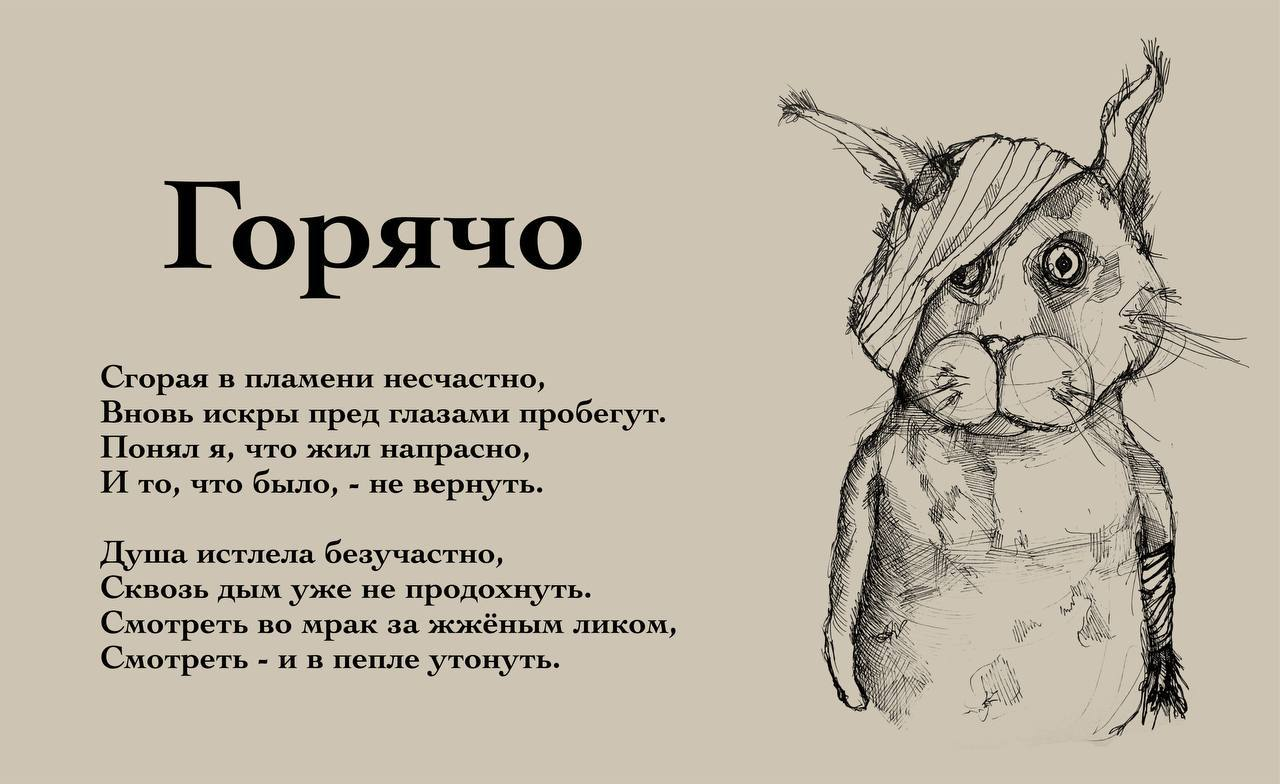 Горячо
Сгорая в пламени несчастно,
Вновь искры пред глазами пробегут.
Понял я, что жил напрасно,
И то, что было, - не вернуть.
Душа истлела безучастно,
Сквозь дым уже не продохнуть.
Смотреть во мрак за жжёным ликом,
Смотреть - и в пепле утонуть.